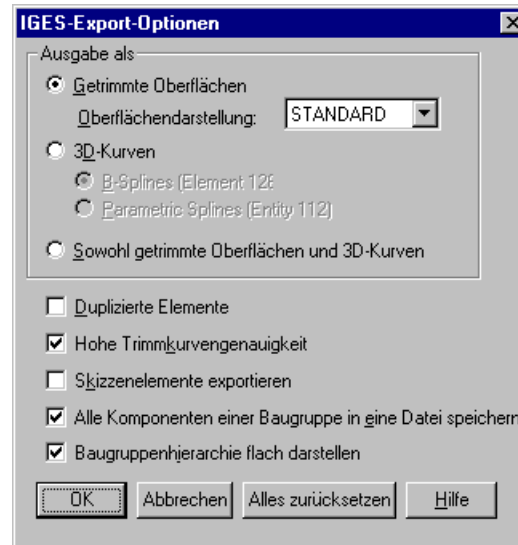 IGES-Export-Optionen
Ausgabe als
Getrimmte Oberflächen
Oberflächendarstellung: STANDARD
3D-Kurven
B-Splines (Element 128
Parametric Splines (Entity 112)
Sowohl getrimmte Oberflächen und 3D-Kurven
Duplizierte Elemente
Hohe Trimmkurvengenauigkeit
Skizzenelemente exportieren
Alle Komponenten einer Baugruppe in eine Datei speichern
Baugruppenhierarchie flach darstellen
OK Abbrechen Alles zurücksetzen Hilfe